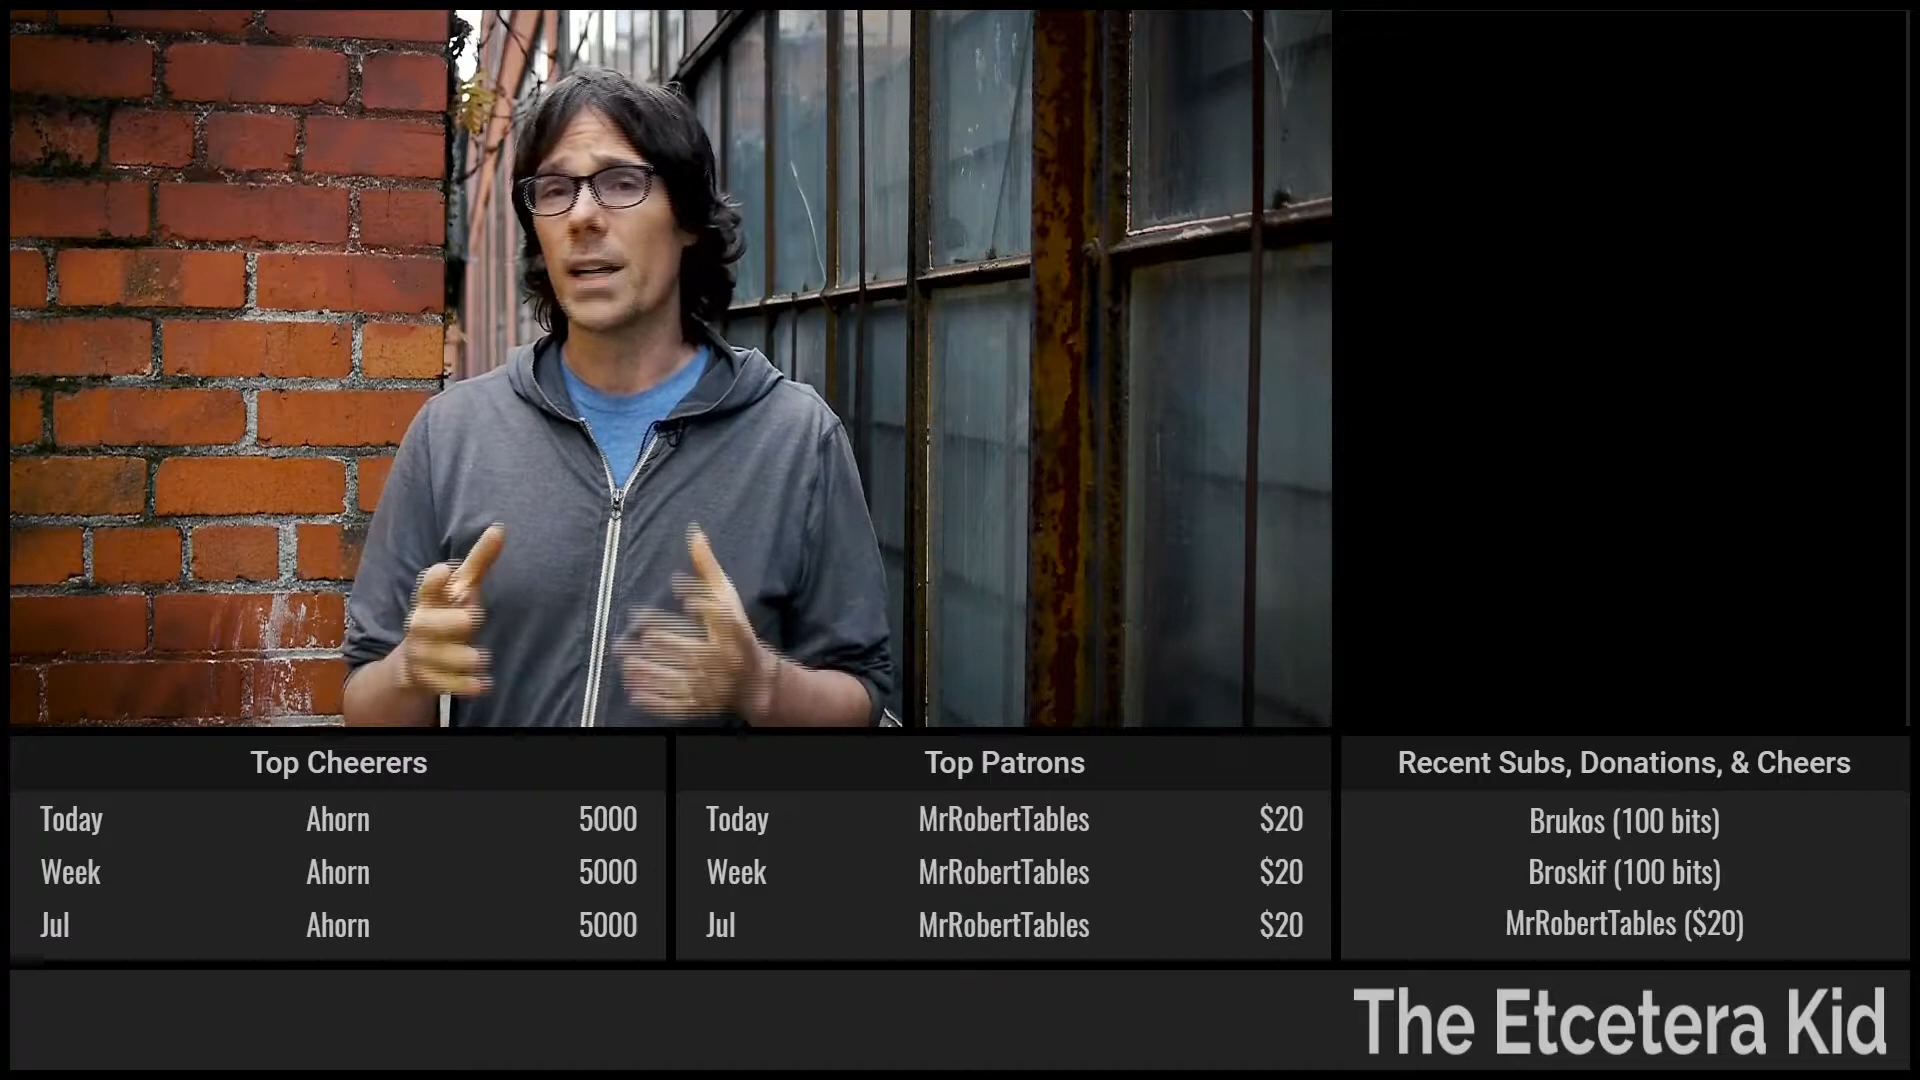 Top Cheerers
Today Ahorn 5000
Week Ahorn 5000
Jul Ahorn 5000
Top Patrons
Today MrRobertTables $20
Week MrRobertTables $20
Jul MrRobertTables $20
Recent Subs, Donations, & Cheers
Brukos (100 bits)
Broskif (100 bits)
MrRobertTables ($20)
The Etcetera Kid